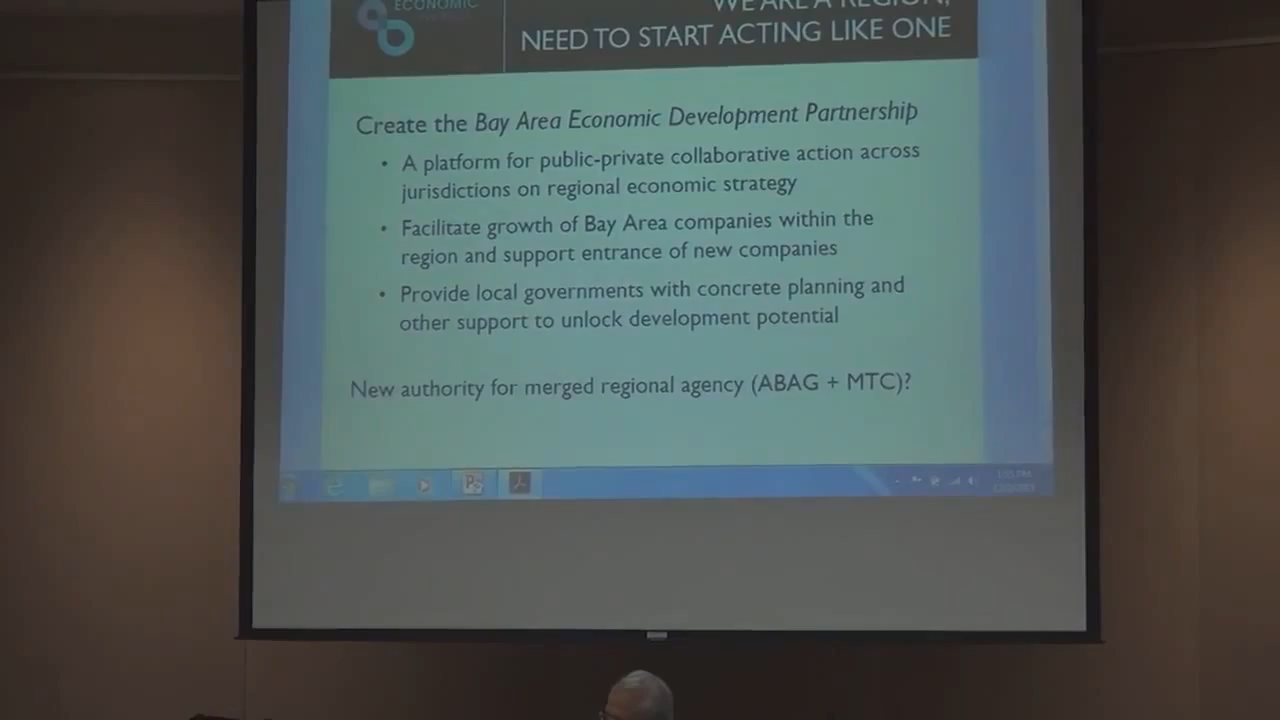 ECONOMIC
WE ARE A REGION,
NEED TO START ACTING LIKE ONE
Create the Bay Area Economic Development Partnership
• A platform for public-private collaborative action across
jurisdictions on regional economic strategy
• Facilitate growth of Bay Area companies within the
region and support entrance of new companies
• Provide local governments with concrete planning and
other support to unlock development potential
New authority for merged regional agency (ABAG + MTC)?